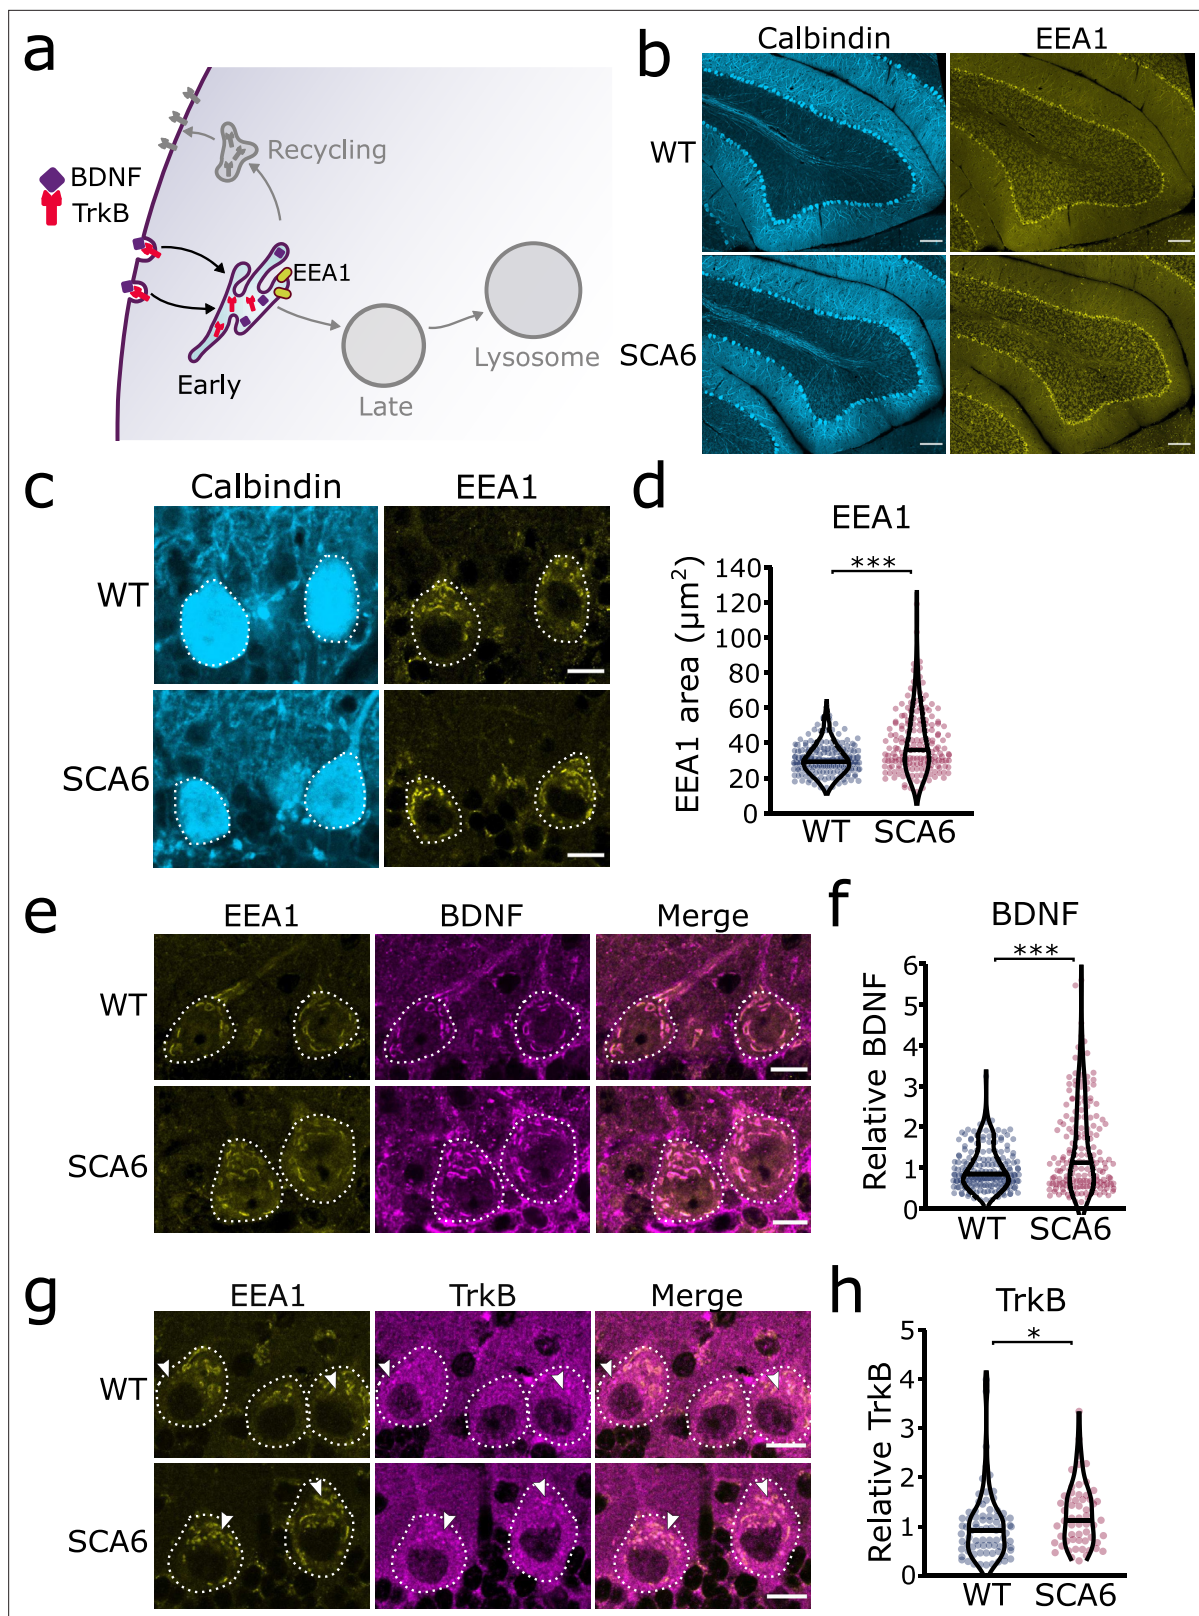 a
BDNF
TrkB
Recycling
EEA1
Early
Late
Lysosome
b
Calbindin EEA1
WT
SCA6
c
Calbindin EEA1
WT
SCA6
d
EEA1
***
EEA1 area (µm²)
140
120
100
80
60
40
20
0
WT SCA6
e
EEA1 BDNF Merge
WT
SCA6
f
BDNF
***
Relative BDNF
6
5
4
3
2
1
0
WT SCA6
g
EEA1 TrkB Merge
WT
SCA6
h
TrkB
*
Relative TrkB
5
4
3
2
1
0
WT SCA6